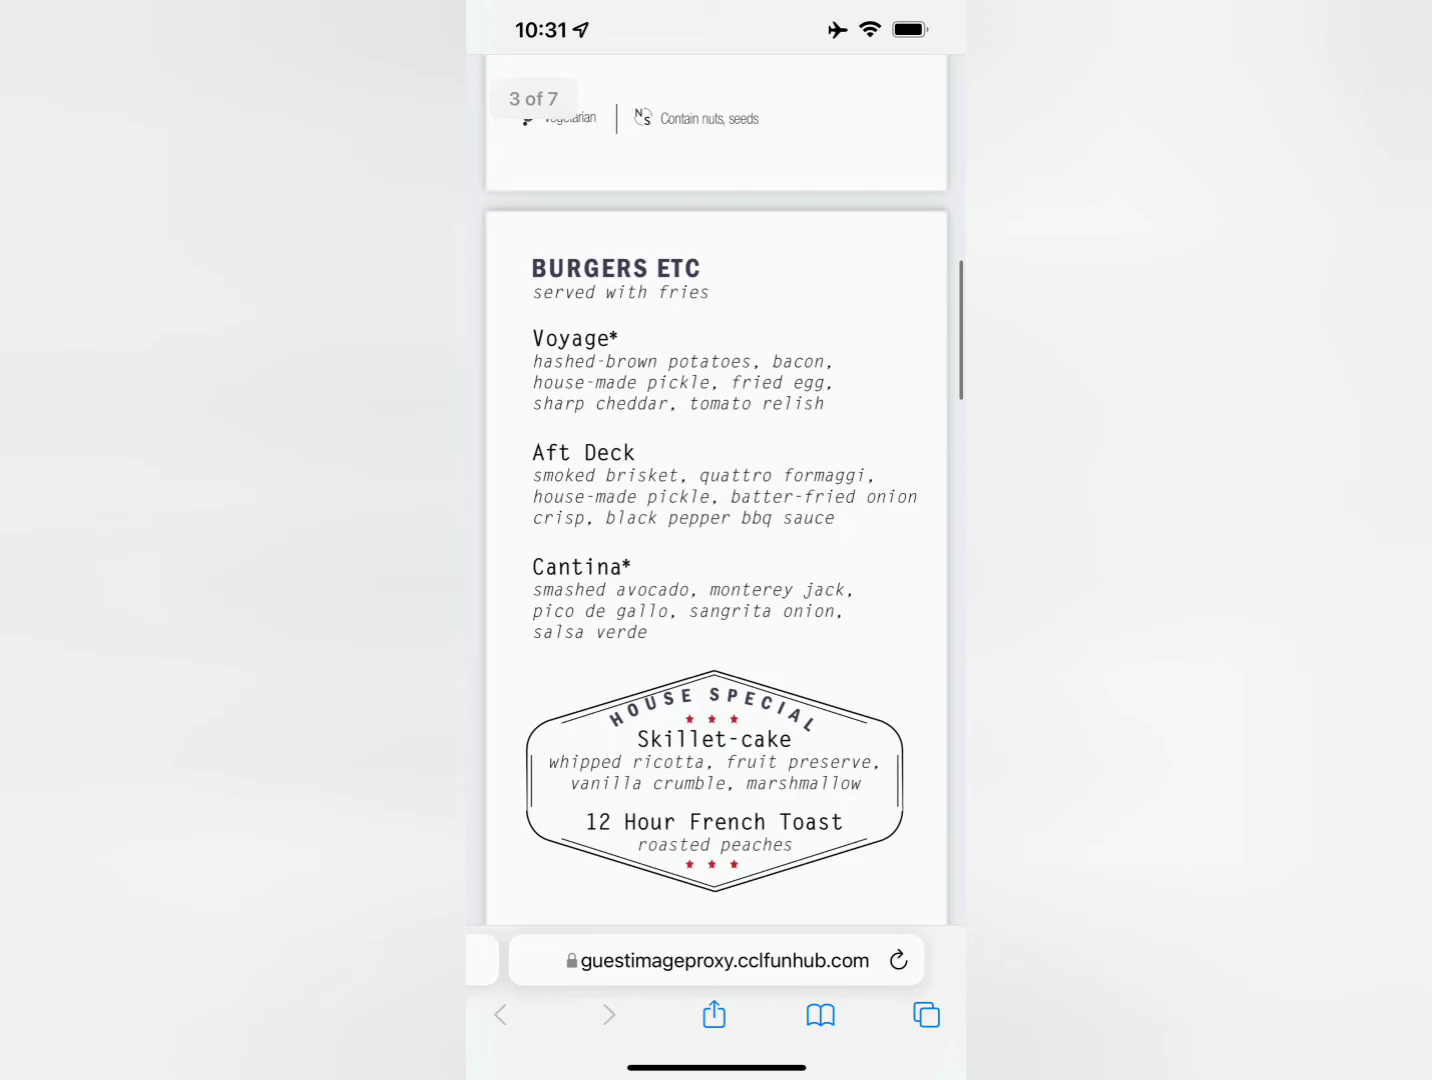 10:31
3 of 7
Vegetarian
NS Contain nuts, seeds
BURGERS ETC
served with fries
Voyage*
hashed-brown potatoes, bacon,
house-made pickle, fried egg,
sharp cheddar, tomato relish
Aft Deck
smoked brisket, quattro formaggi,
house-made pickle, batter-fried onion
crisp, black pepper bbq sauce
Cantina*
smashed avocado, monterey jack,
pico de gallo, sangrita onion,
salsa verde
HOUSE SPECIAL
Skillet-cake
whipped ricotta, fruit preserve,
vanilla crumble, marshmallow
12 Hour French Toast
roasted peaches
guestimageproxy.cclfunhub.com